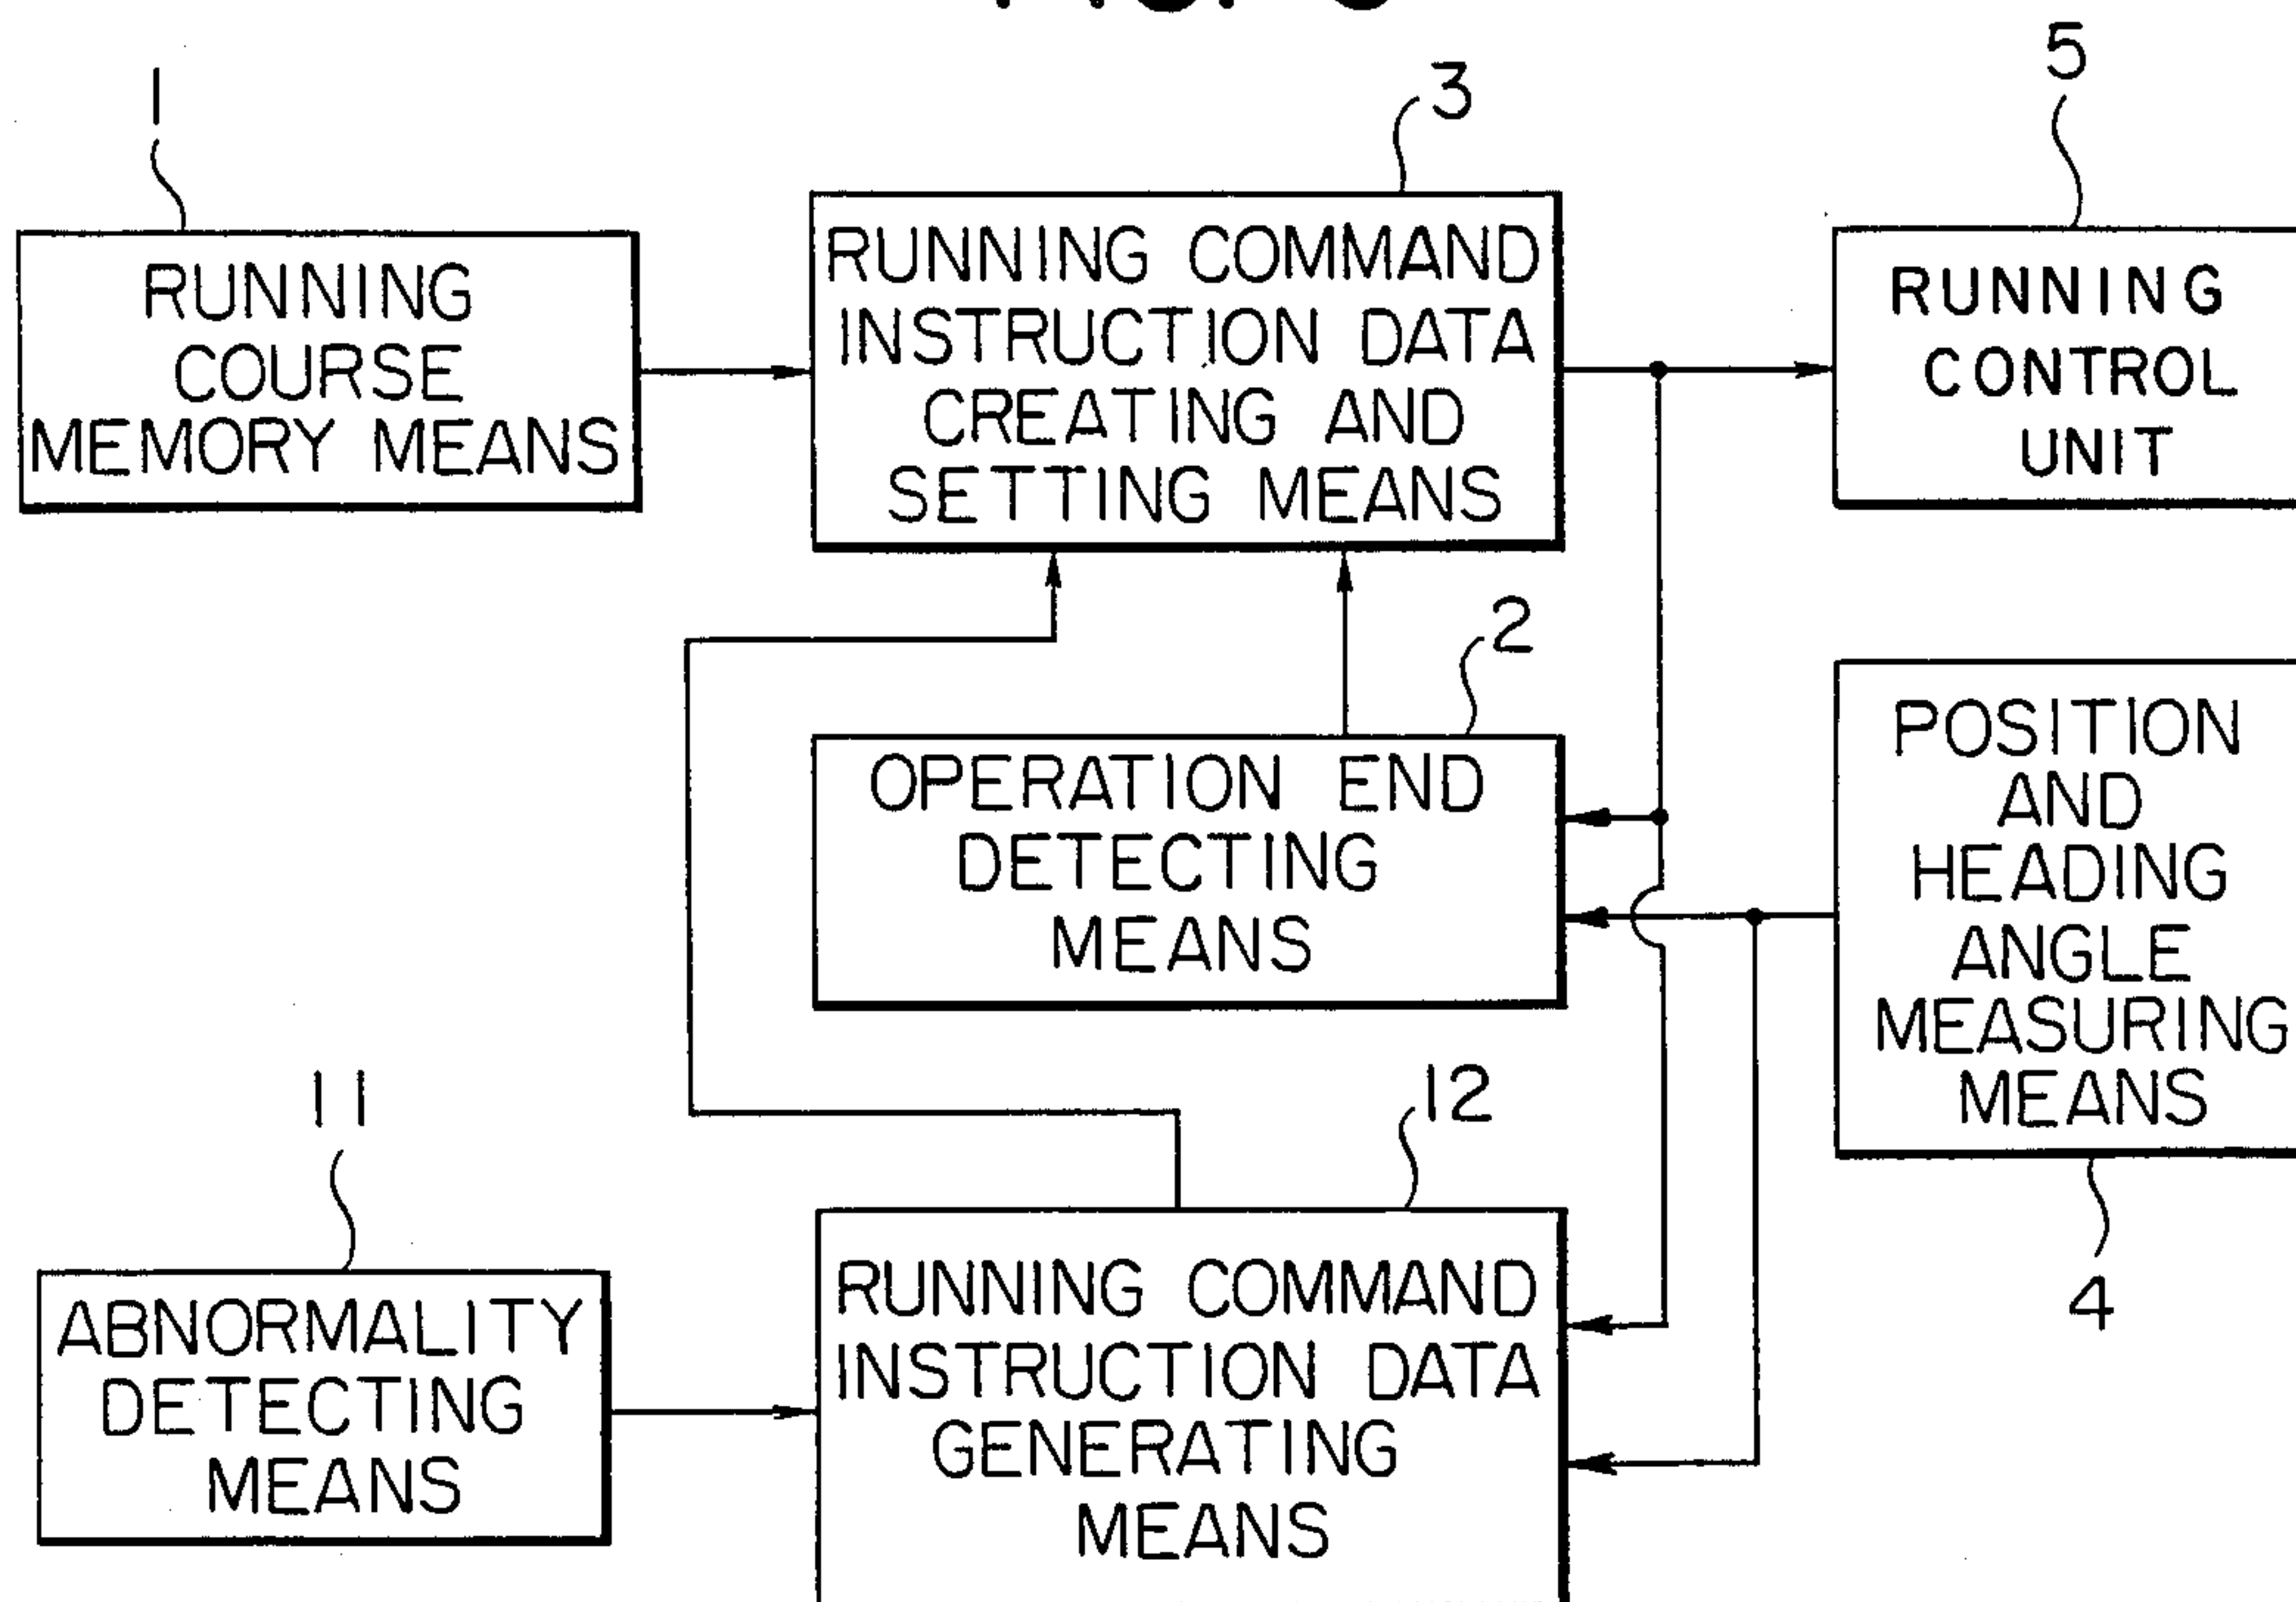 1
RUNNING
COURSE
MEMORY MEANS
3
RUNNING COMMAND
INSTRUCTION DATA
CREATING AND
SETTING MEANS
5
RUNNING
CONTROL
UNIT
2
OPERATION END
DETECTING
MEANS
POSITION
AND
HEADING
ANGLE
MEASURING
MEANS
4
11
ABNORMALITY
DETECTING
MEANS
12
RUNNING COMMAND
INSTRUCTION DATA
GENERATING
MEANS